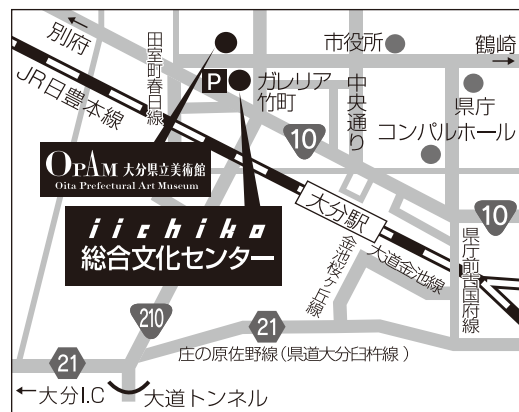 別府
市役所
鶴崎
田室町春日線
P
ガレリア
竹町
中央通り
県庁
コンパルホール
JR日豊本線
10
OPAM 大分県立美術館
Oita Prefectural Art Museum
iichiko
総合文化センター
大分駅
10
大道金池線
金池桜ヶ丘線
県庁前古国府線
210
21
庄の原佐野線(県道大分臼杵線)
21
大分I.C
大道トンネル